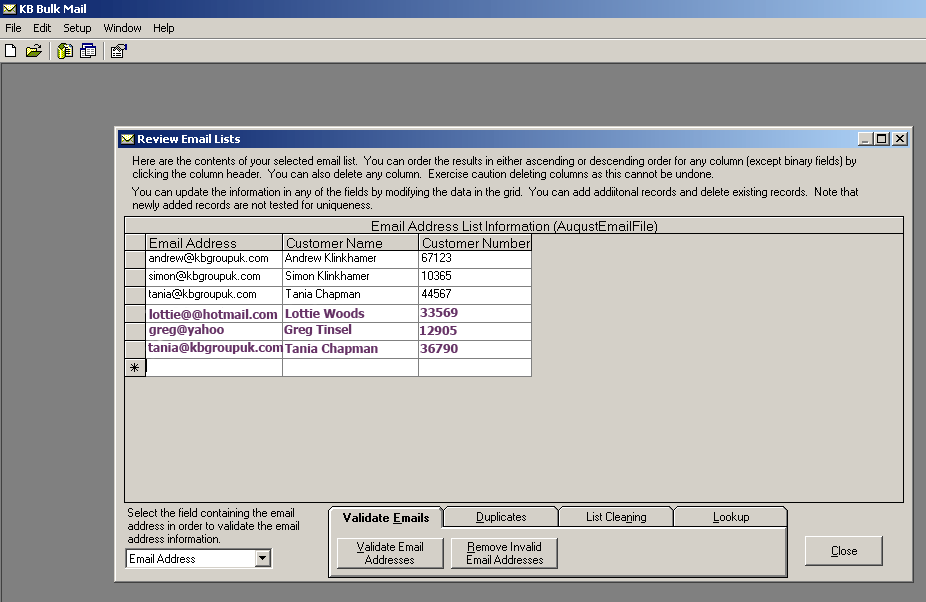 KB Bulk Mail
File Edit Setup Window Help
Review Email Lists
Here are the contents of your selected email list. You can order the results in either ascending or descending order for any column (except binary fields) by
clicking the column header. You can also delete any column. Exercise caution deleting columns as this cannot be undone.
You can update the information in any of the fields by modifying the data in the grid. You can add addiitonal records and delete existing records. Note that
newly added records are not tested for uniqueness.
Email Address List Information (AugustEmailFile)
Email Address Customer Name Customer Number
andrew@kbgroupuk.com Andrew Klinkhamer 67123
simon@kbgroupuk.com Simon Klinkhamer 10365
tania@kbgroupuk.com Tania Chapman 44567
lottie@@hotmail.com Lottie Woods 33569
greg@yahoo Greg Tinsel 12905
tania@kbgroupuk.com Tania Chapman 36790
Select the field containing the email
address in order to validate the email
address information.
Email Address
Validate Emails Duplicates List Cleaning Lookup
Validate Email
Addresses
Remove Invalid
Email Addresses
Close